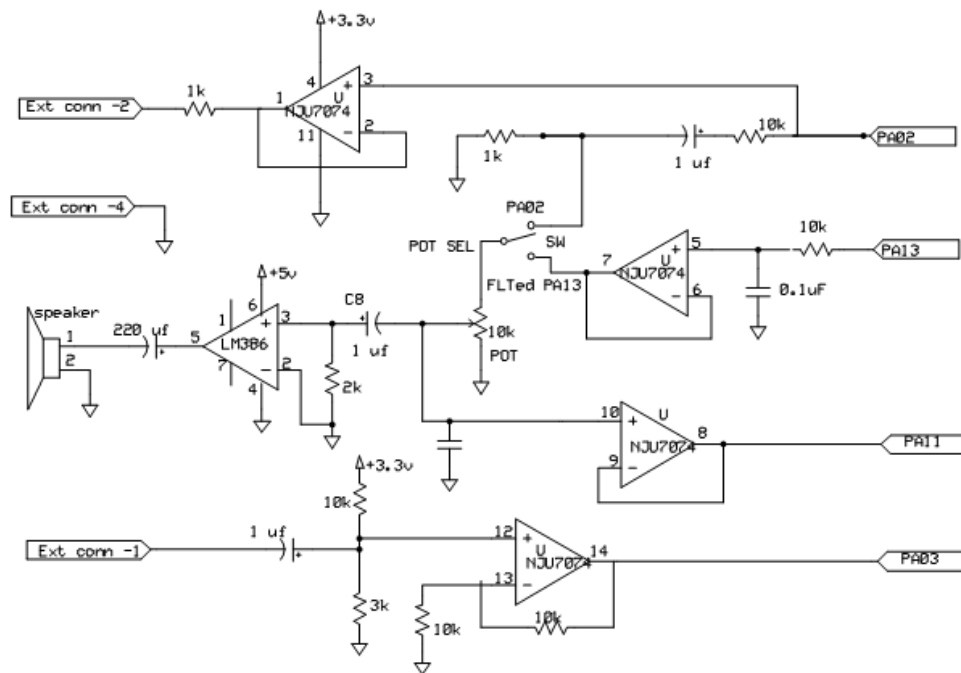 +3.3v
4
3
1k
1
U
+
Ext conn -2
NJU7074
PA02
11
-
2
10k
1k
1 uf
Ext conn -4
PA02
SW
POT SEL
10k
PA13
7
U
+
5
NJU7074
FLTed PA13
-
6
0.1uF
+5v
C8
speaker
6
1
+
3
220 uf
5
LM386
1 uf
10k
POT
1
2
7
-
2
4
2k
10
+
U
8
NJU7074
PA11
9
-
+3.3v
10k
1 uf
12
+
Ext conn -1
U
14
NJU7074
PA03
13
-
3k
10k
10k